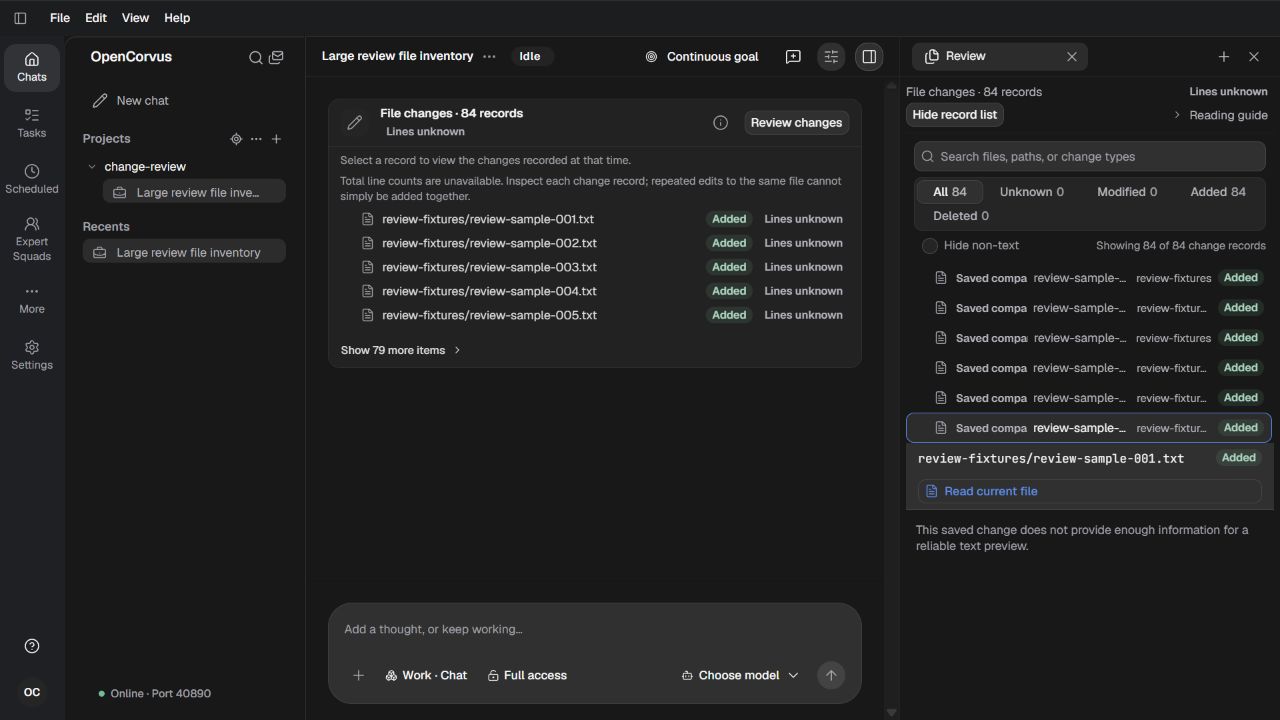 File Edit View Help
Chats
Tasks
Scheduled
Expert
Squads
More
Settings
OC
OpenCorvus
New chat
Projects
change-review
Large review file inve...
Recents
Large review file inventory
Online · Port 40890
Large review file inventory
Idle
Continuous goal
File changes · 84 records
Lines unknown
Review changes
Select a record to view the changes recorded at that time.
Total line counts are unavailable. Inspect each change record; repeated edits to the same file cannot
simply be added together.
review-fixtures/review-sample-001.txt Added Lines unknown
review-fixtures/review-sample-002.txt Added Lines unknown
review-fixtures/review-sample-003.txt Added Lines unknown
review-fixtures/review-sample-004.txt Added Lines unknown
review-fixtures/review-sample-005.txt Added Lines unknown
Show 79 more items
Add a thought, or keep working...
Work · Chat Full access Choose model
Review
File changes · 84 records Lines unknown
Hide record list Reading guide
Search files, paths, or change types
All 84 Unknown 0 Modified 0 Added 84
Deleted 0
Hide non-text Showing 84 of 84 change records
Saved compa review-sample-... review-fixtures Added
Saved compa review-sample-... review-fixtur... Added
Saved compa review-sample-... review-fixtures Added
Saved compa review-sample-... review-fixtur... Added
Saved compa review-sample-... review-fixtur... Added
Saved compa review-sample-... review-fixtur... Added
review-fixtures/review-sample-001.txt Added
Read current file
This saved change does not provide enough information for a
reliable text preview.